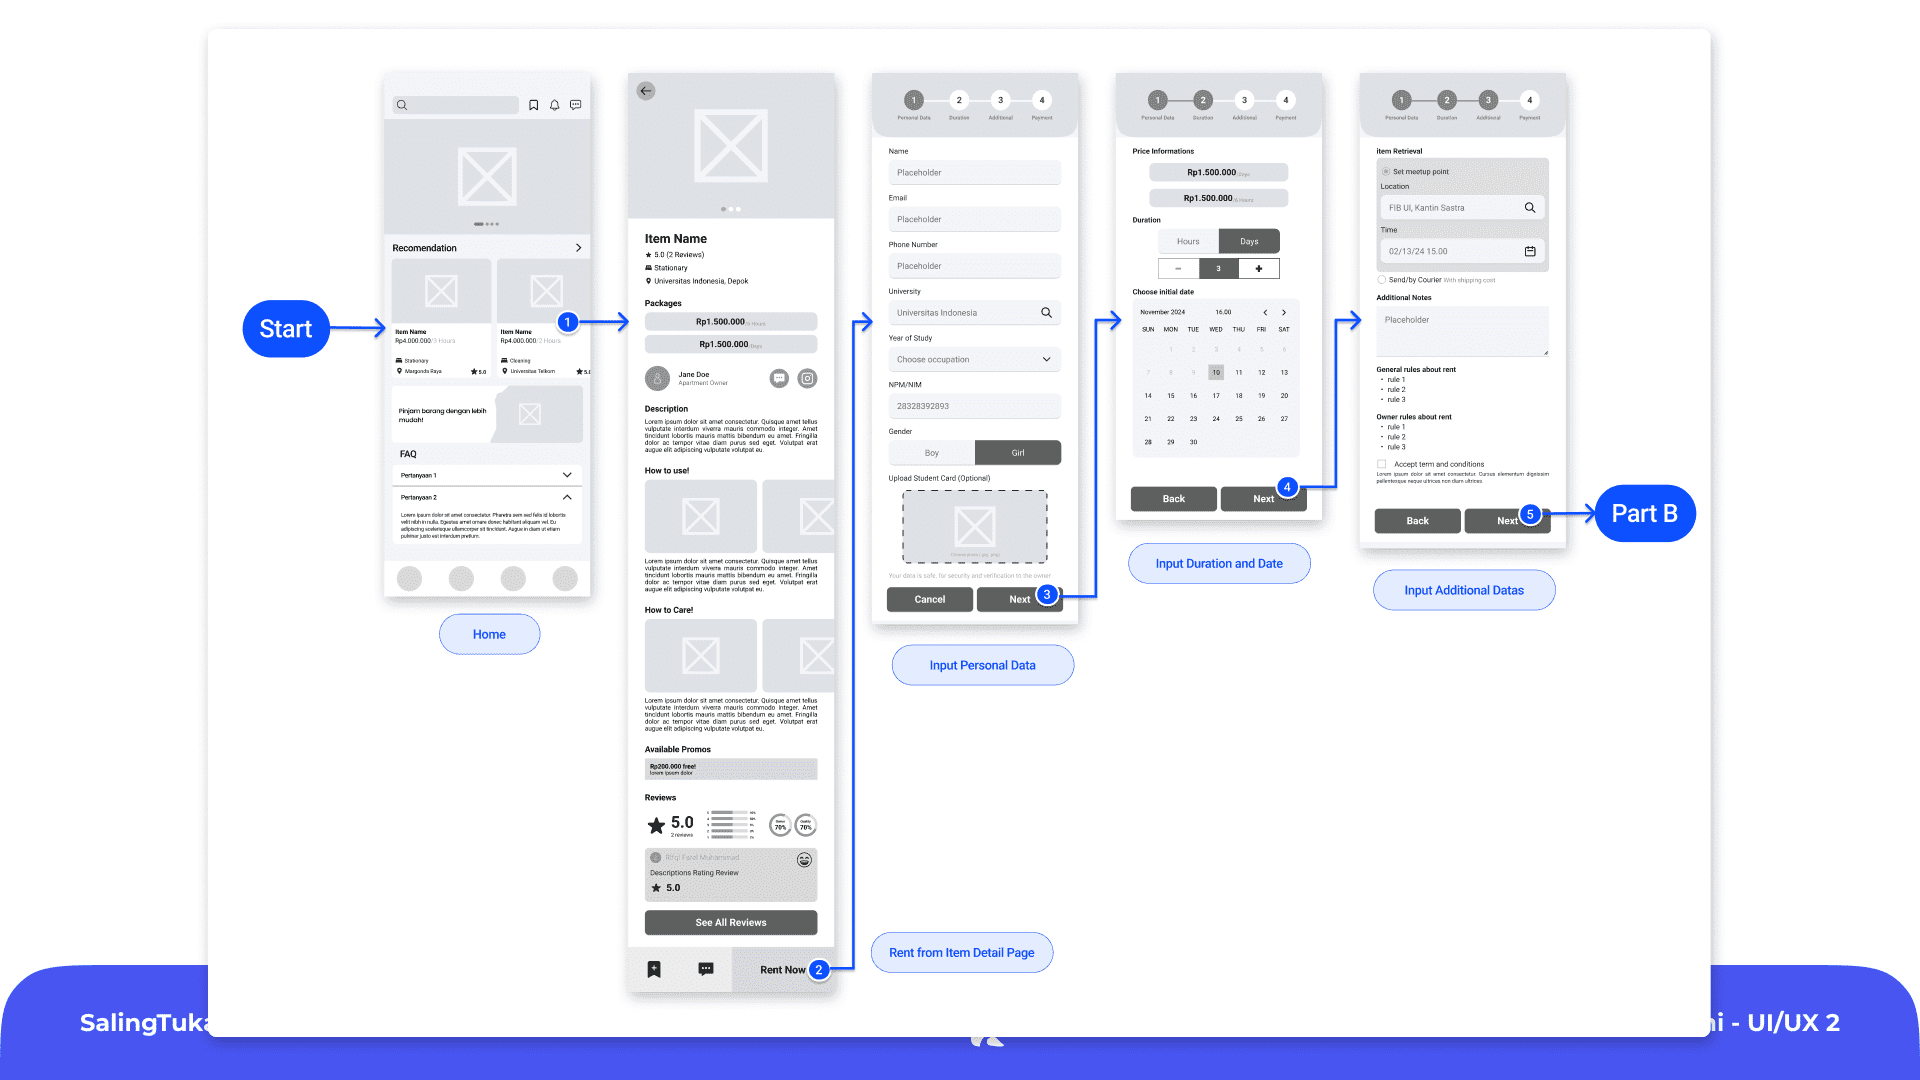 Start
Recomendation
Item Name
Rp4.000.000/3 Hours
Stationary
Margonda Raya
5.0
Item Name
Rp4.000.000/2 Hours
Cleaning
Universitas Telkom
5.0
Pinjam barang dengan lebih
mudah!
FAQ
Pertanyaan 1
Pertanyaan 2
Lorem ipsum dolor sit amet consectetur. Pharetra sem sed felis id lobortis
velit nibh in nulla. Egestas amet ornare donec habitant aliquam vel. Eu
adipiscing scelerisque ullamcorper sit tincidunt. Augue in diam ut etiam
pulvinar justo est interdum pretium.
Home
1
Item Name
5.0 (2 Reviews)
Stationary
Universitas Indonesia, Depok
Packages
Rp1.500.000/6 Hours
Rp1.500.000/Days
Jane Doe
Apartment Owner
Description
Lorem ipsum dolor sit amet consectetur. Quisque amet tellus
vulputate interdum viverra mauris commodo integer. Amet
tincidunt lobortis mauris mattis bibendum eu amet. Fringilla
dolor ac tempor vitae diam purus sed eget. Volutpat erat
augue elit adipiscing vulputate volutpat eu.
How to use!
Lorem ipsum dolor sit amet consectetur. Quisque amet tellus
vulputate interdum viverra mauris commodo integer. Amet
tincidunt lobortis mauris mattis bibendum eu amet. Fringilla
dolor ac tempor vitae diam purus sed eget. Volutpat erat
augue elit adipiscing vulputate volutpat eu.
How to Care!
Lorem ipsum dolor sit amet consectetur. Quisque amet tellus
vulputate interdum viverra mauris commodo integer. Amet
tincidunt lobortis mauris mattis bibendum eu amet. Fringilla
dolor ac tempor vitae diam purus sed eget. Volutpat erat
augue elit adipiscing vulputate volutpat eu.
Available Promos
Rp200.000 free!
lorem ipsum dolor
Reviews
5.0
2 reviews
70%
Quality
70%
Rifqi Farel Muhammad
Descriptions Rating Review
5.0
See All Reviews
Rent Now
2
Rent from Item Detail Page
1 2 3 4
Personal Data Duration Additional Payment
Name
Placeholder
Email
Placeholder
Phone Number
Placeholder
University
Universitas Indonesia
Year of Study
Choose occupation
NPM/NIM
28328392893
Gender
Boy Girl
Upload Student Card (Optional)
Your data is safe, for security and verification to the owner
Cancel Next
3
Input Personal Data
1 2 3 4
Personal Data Duration Additional Payment
Price Informations
Rp1.500.000/Days
Rp1.500.000/6 Hours
Duration
Hours Days
− 3 +
Choose initial date
November 2024 16.00
SUN MON TUE WED THU FRI SAT
1 2 3 4 5 6
7 8 9 10 11 12 13
14 15 16 17 18 19 20
21 22 23 24 25 26 27
28 29 30
Back Next
4
Input Duration and Date
1 2 3 4
Personal Data Duration Additional Payment
item Retrieval
Set meetup point
Location
FIB UI, Kantin Sastra
Time
02/13/24 15.00
Send/by Courier With shipping cost
Additional Notes
Placeholder
General rules about rent
• rule 1
• rule 2
• rule 3
Owner rules about rent
• rule 1
• rule 2
• rule 3
Accept term and conditions
Lorem ipsum dolor sit amet consectetur. Cursus elementum dignissim
pellentesque neque ultrices non diam ultrices.
Back Next
5
Input Additional Datas
Part B
SalingTuka
ni - UI/UX 2